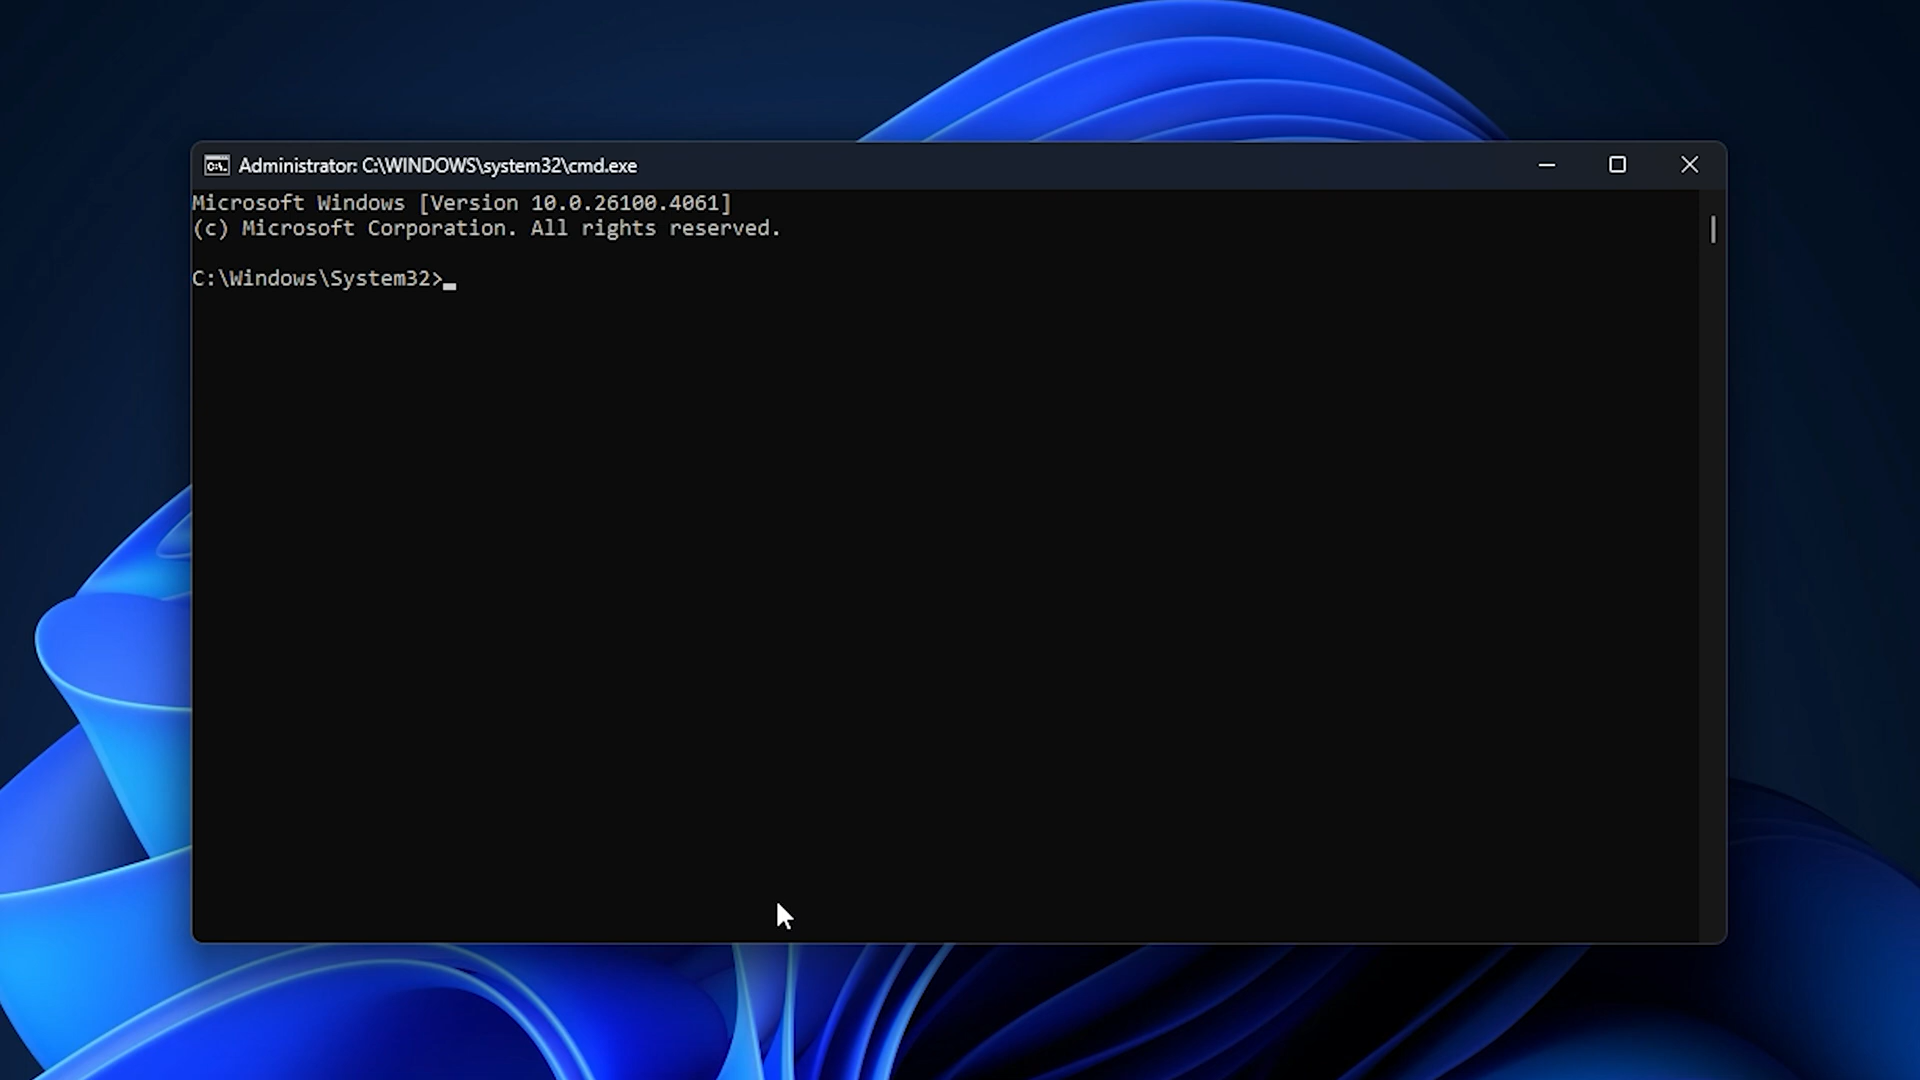 Administrator: C:\WINDOWS\system32\cmd.exe
Microsoft Windows [Version 10.0.26100.4061]
(c) Microsoft Corporation. All rights reserved.
C:\Windows\System32>